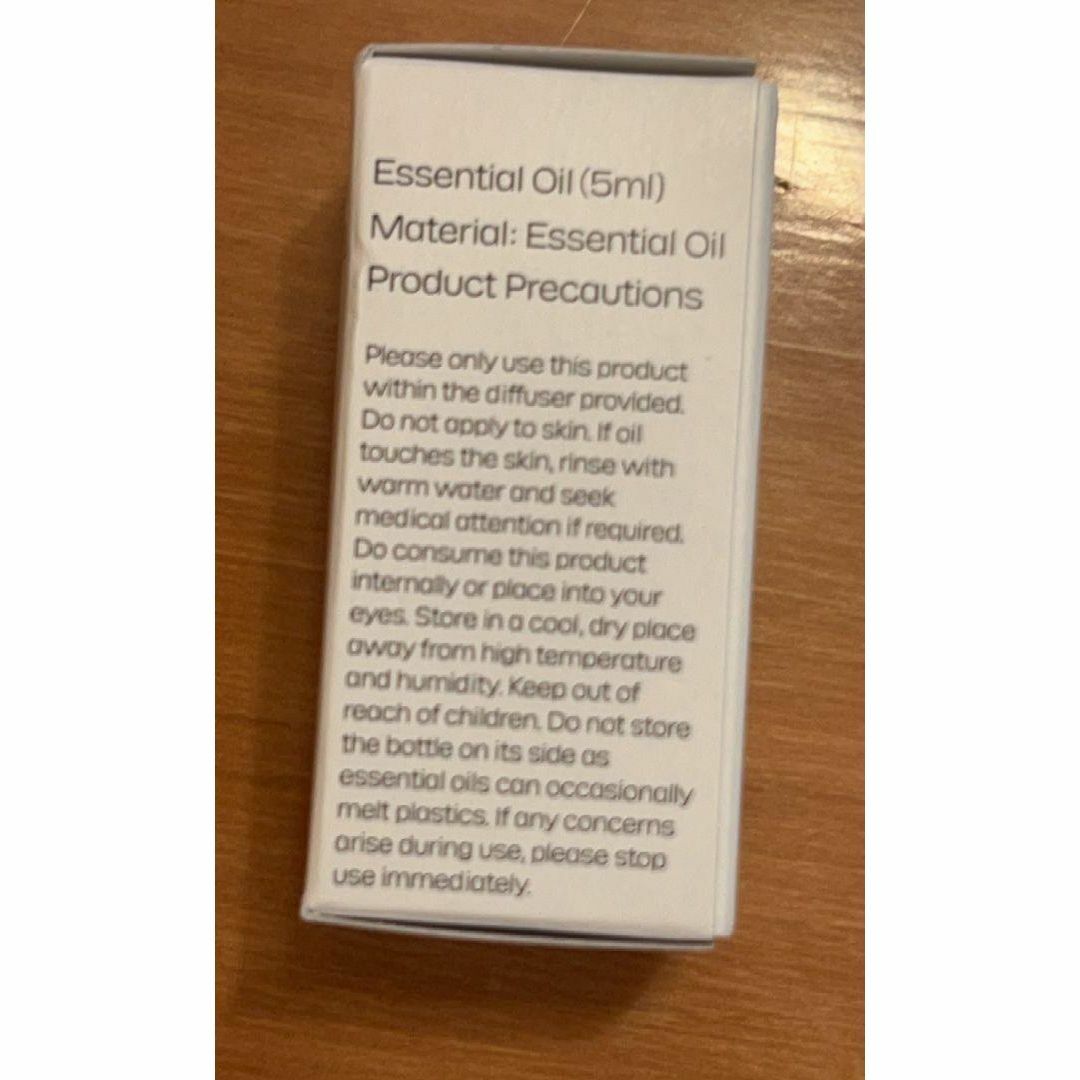 Essential Oil (5ml)
Material: Essential Oil
Product Precautions
Please only use this product
within the diffuser provided.
Do not apply to skin. If oil
touches the skin, rinse with
warm water and seek
medical attention if required.
Do consume this product
internally or place into your
eyes. Store in a cool, dry place
away from high temperature
and humidity. Keep out of
reach of children. Do not store
the bottle on its side as
essential oils can occasionally
melt plastics. If any concerns
arise during use, please stop
use immediately.